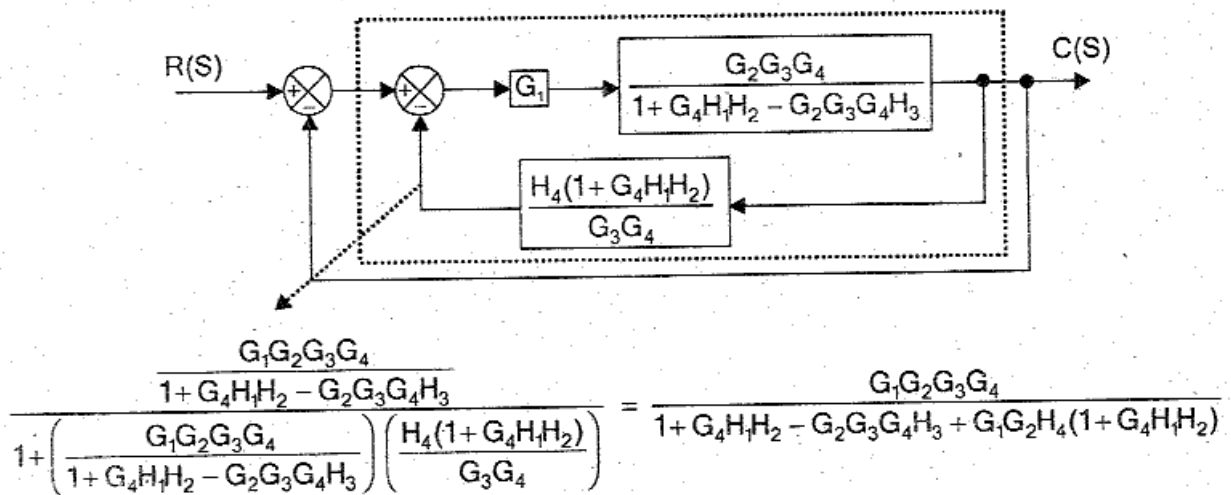 R(S)
C(S)
+
−
+
−
G₁
G₂G₃G₄
1+ G₄H₁H₂ − G₂G₃G₄H₃
H₄(1+ G₄H₁H₂)
G₃G₄
G₁G₂G₃G₄
1+ G₄H₁H₂ − G₂G₃G₄H₃
1+ ( G₁G₂G₃G₄ / 1+ G₄H₁H₂ − G₂G₃G₄H₃ ) ( H₄(1+ G₄H₁H₂) / G₃G₄ )
= G₁G₂G₃G₄
1+ G₄H₁H₂ − G₂G₃G₄H₃ + G₁G₂H₄(1+ G₄H₁H₂)